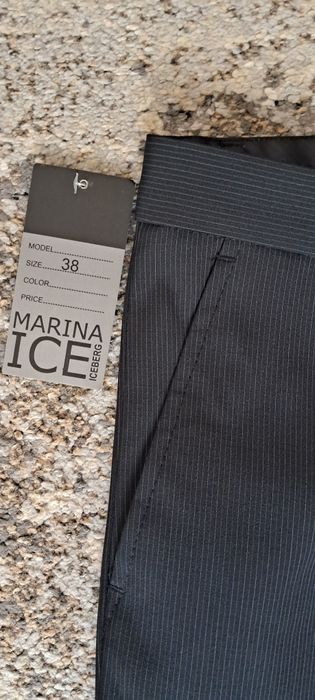 MODEL....................
SIZE....38................
COLOR....................
PRICE.....................
MARINA
ICE
ICEBERG